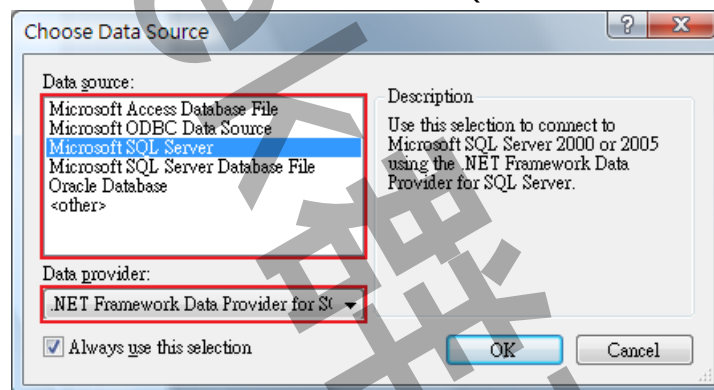 Choose Data Source
Data source:
Microsoft Access Database File
Microsoft ODBC Data Source
Microsoft SQL Server
Microsoft SQL Server Database File
Oracle Database
<other>
Description
Use this selection to connect to
Microsoft SQL Server 2000 or 2005
using the .NET Framework Data
Provider for SQL Server.
Data provider:
.NET Framework Data Provider for
Always use this selection
OK
Cancel